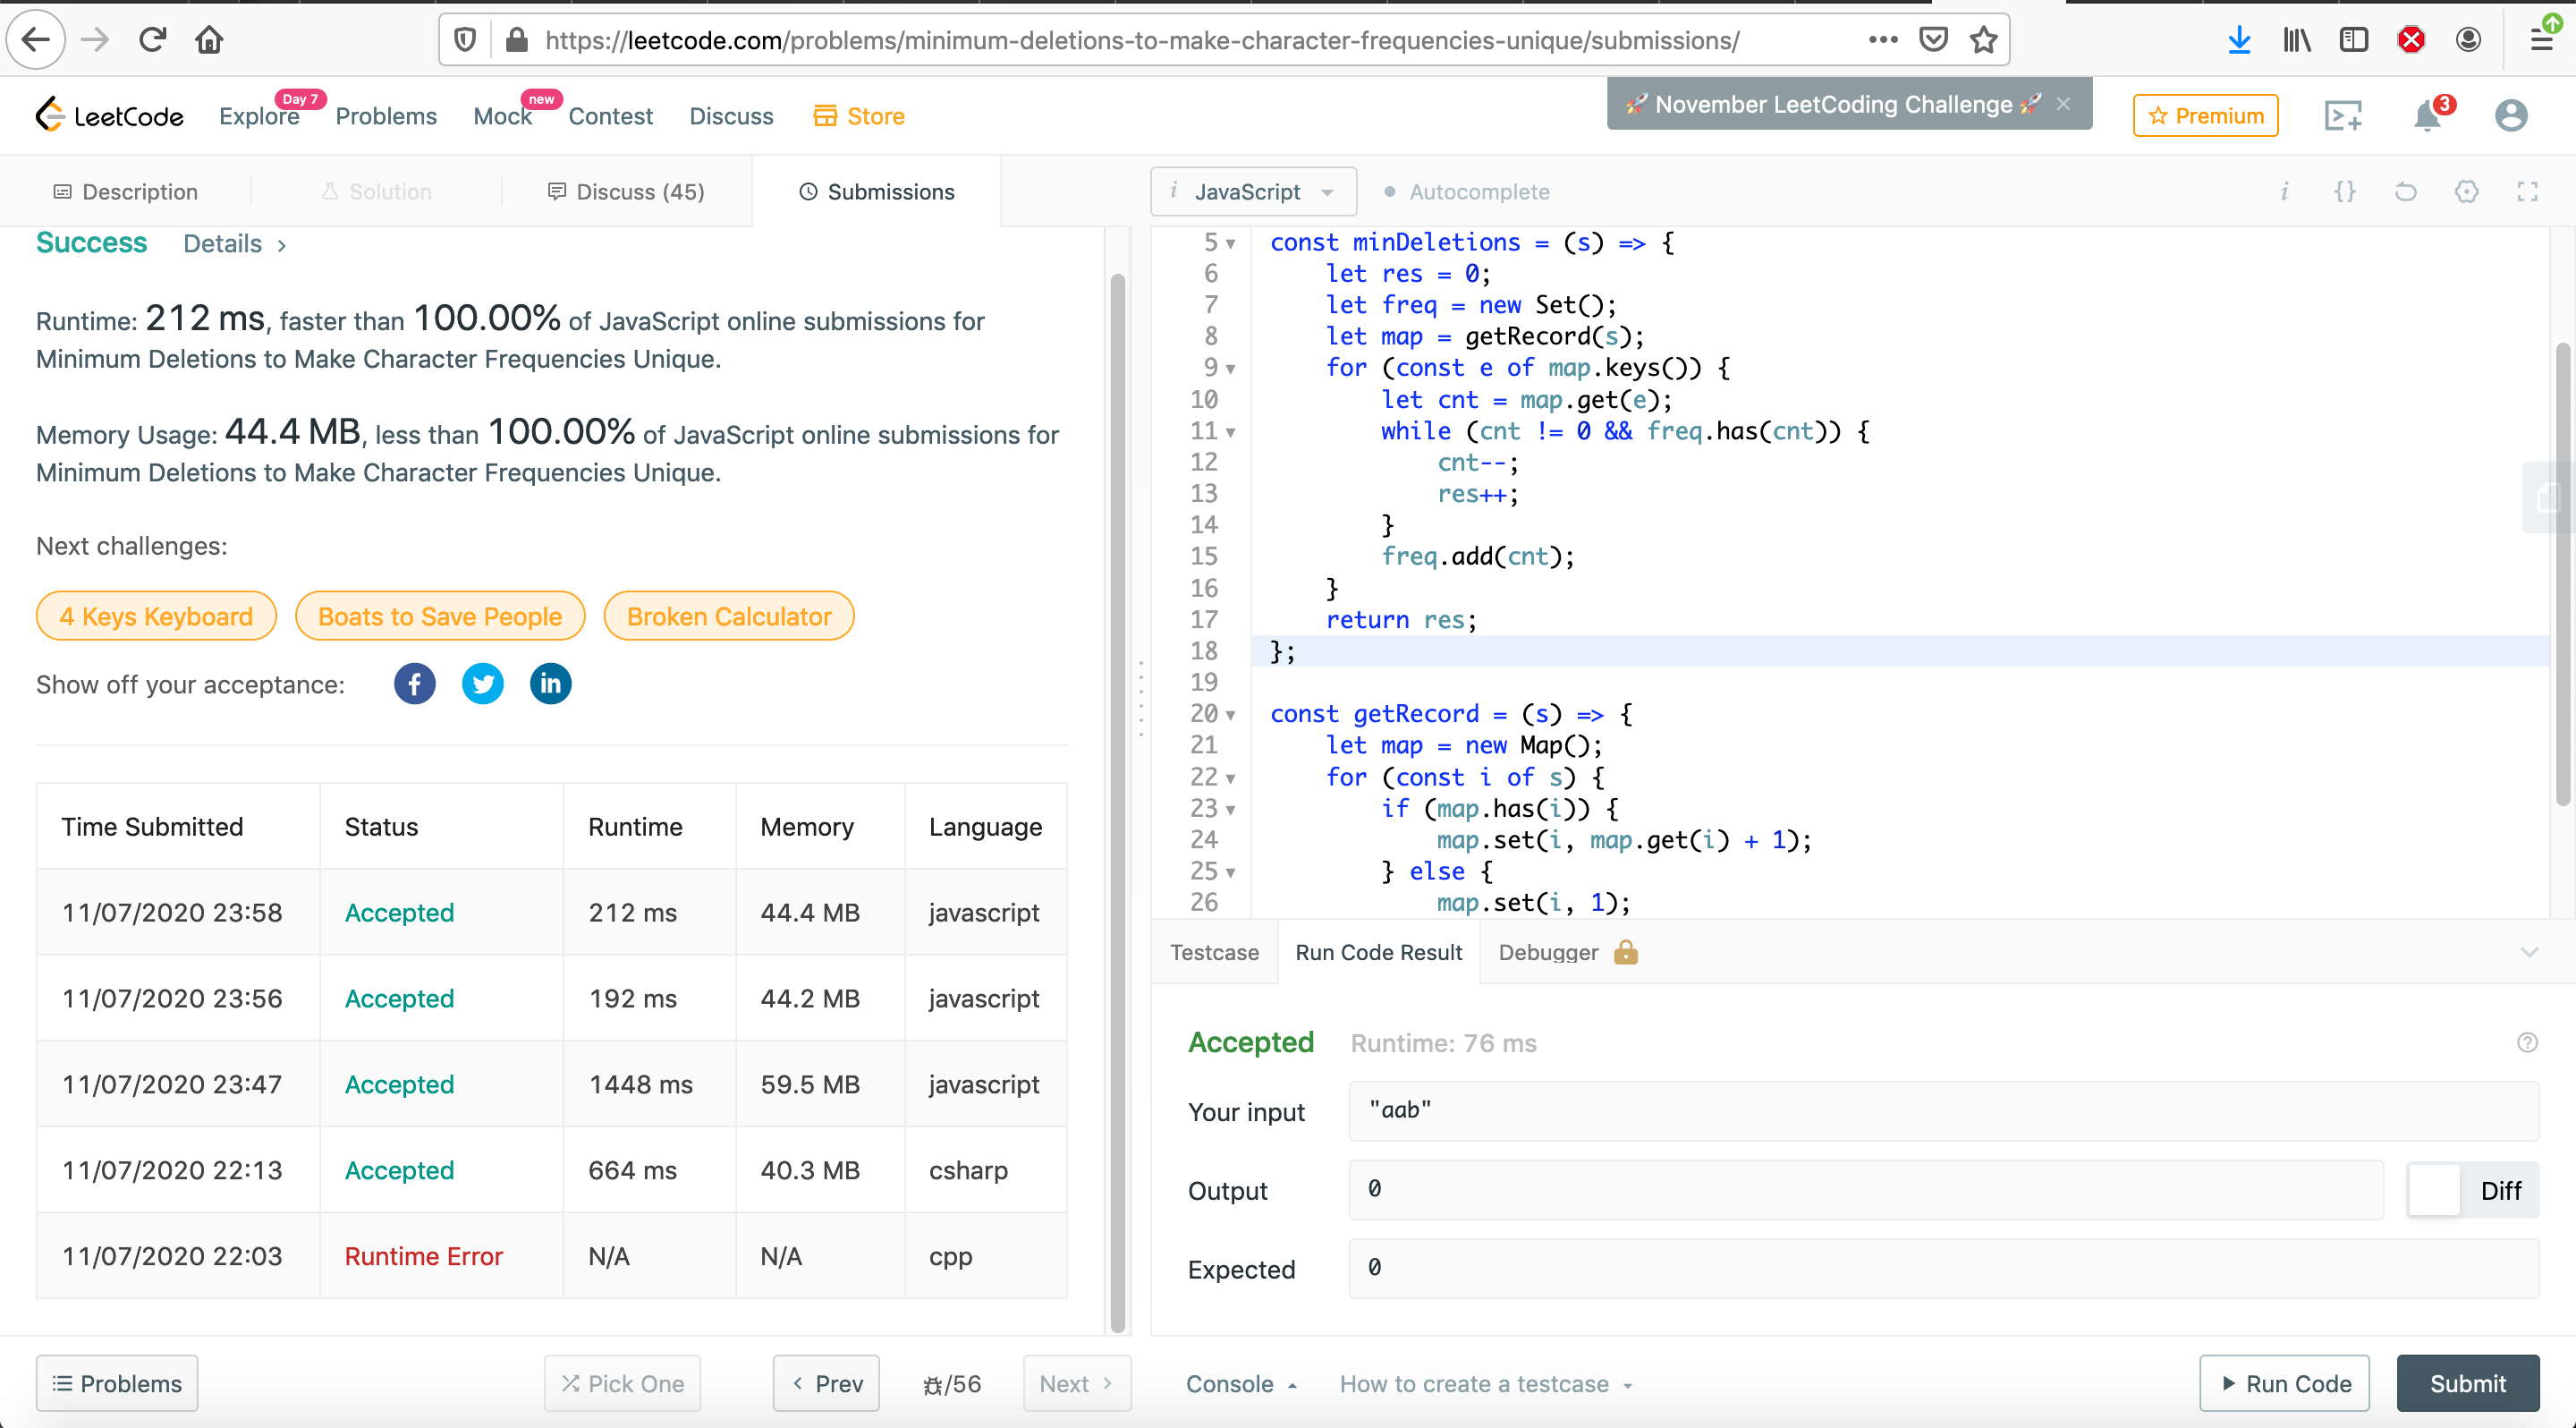 https://leetcode.com/problems/minimum-deletions-to-make-character-frequencies-unique/submissions/
LeetCode
Explore
Day 7
Problems
Mock
new
Contest
Discuss
Store
🚀 November LeetCoding Challenge 🚀 ×
Premium
3
Description
Solution
Discuss (45)
Submissions
Success Details >
Runtime: 212 ms, faster than 100.00% of JavaScript online submissions for
Minimum Deletions to Make Character Frequencies Unique.
Memory Usage: 44.4 MB, less than 100.00% of JavaScript online submissions for
Minimum Deletions to Make Character Frequencies Unique.
Next challenges:
4 Keys Keyboard Boats to Save People Broken Calculator
Show off your acceptance:
Time Submitted Status Runtime Memory Language
11/07/2020 23:58 Accepted 212 ms 44.4 MB javascript
11/07/2020 23:56 Accepted 192 ms 44.2 MB javascript
11/07/2020 23:47 Accepted 1448 ms 59.5 MB javascript
11/07/2020 22:13 Accepted 664 ms 40.3 MB csharp
11/07/2020 22:03 Runtime Error N/A N/A cpp
Problems
Pick One
< Prev
/56
Next >
i JavaScript
Autocomplete
i {}
5 const minDeletions = (s) => {
6 let res = 0;
7 let freq = new Set();
8 let map = getRecord(s);
9 for (const e of map.keys()) {
10 let cnt = map.get(e);
11 while (cnt != 0 && freq.has(cnt)) {
12 cnt--;
13 res++;
14 }
15 freq.add(cnt);
16 }
17 return res;
18 };
19
20 const getRecord = (s) => {
21 let map = new Map();
22 for (const i of s) {
23 if (map.has(i)) {
24 map.set(i, map.get(i) + 1);
25 } else {
26 map.set(i, 1);
Testcase Run Code Result Debugger
Accepted Runtime: 76 ms
Your input "aab"
Output 0 Diff
Expected 0
Console How to create a testcase
Run Code Submit